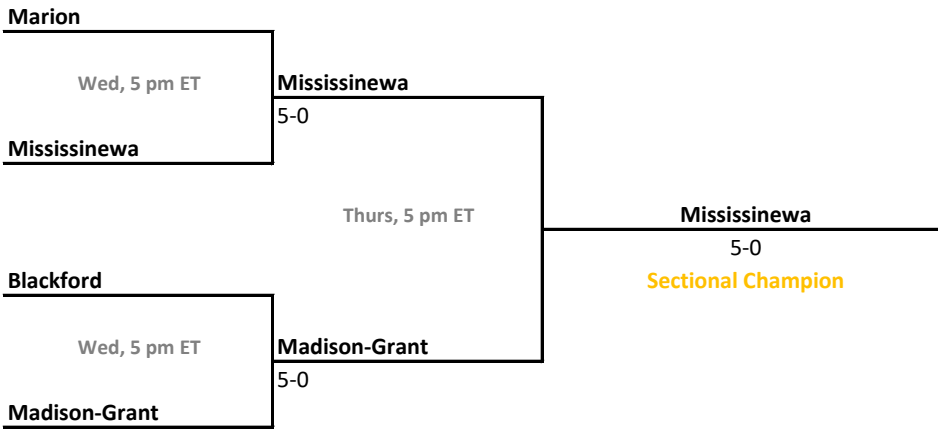 Marion
Wed, 5 pm ET
Mississinewa
5-0
Mississinewa
Thurs, 5 pm ET
Mississinewa
5-0
Sectional Champion
Blackford
Wed, 5 pm ET
Madison-Grant
5-0
Madison-Grant